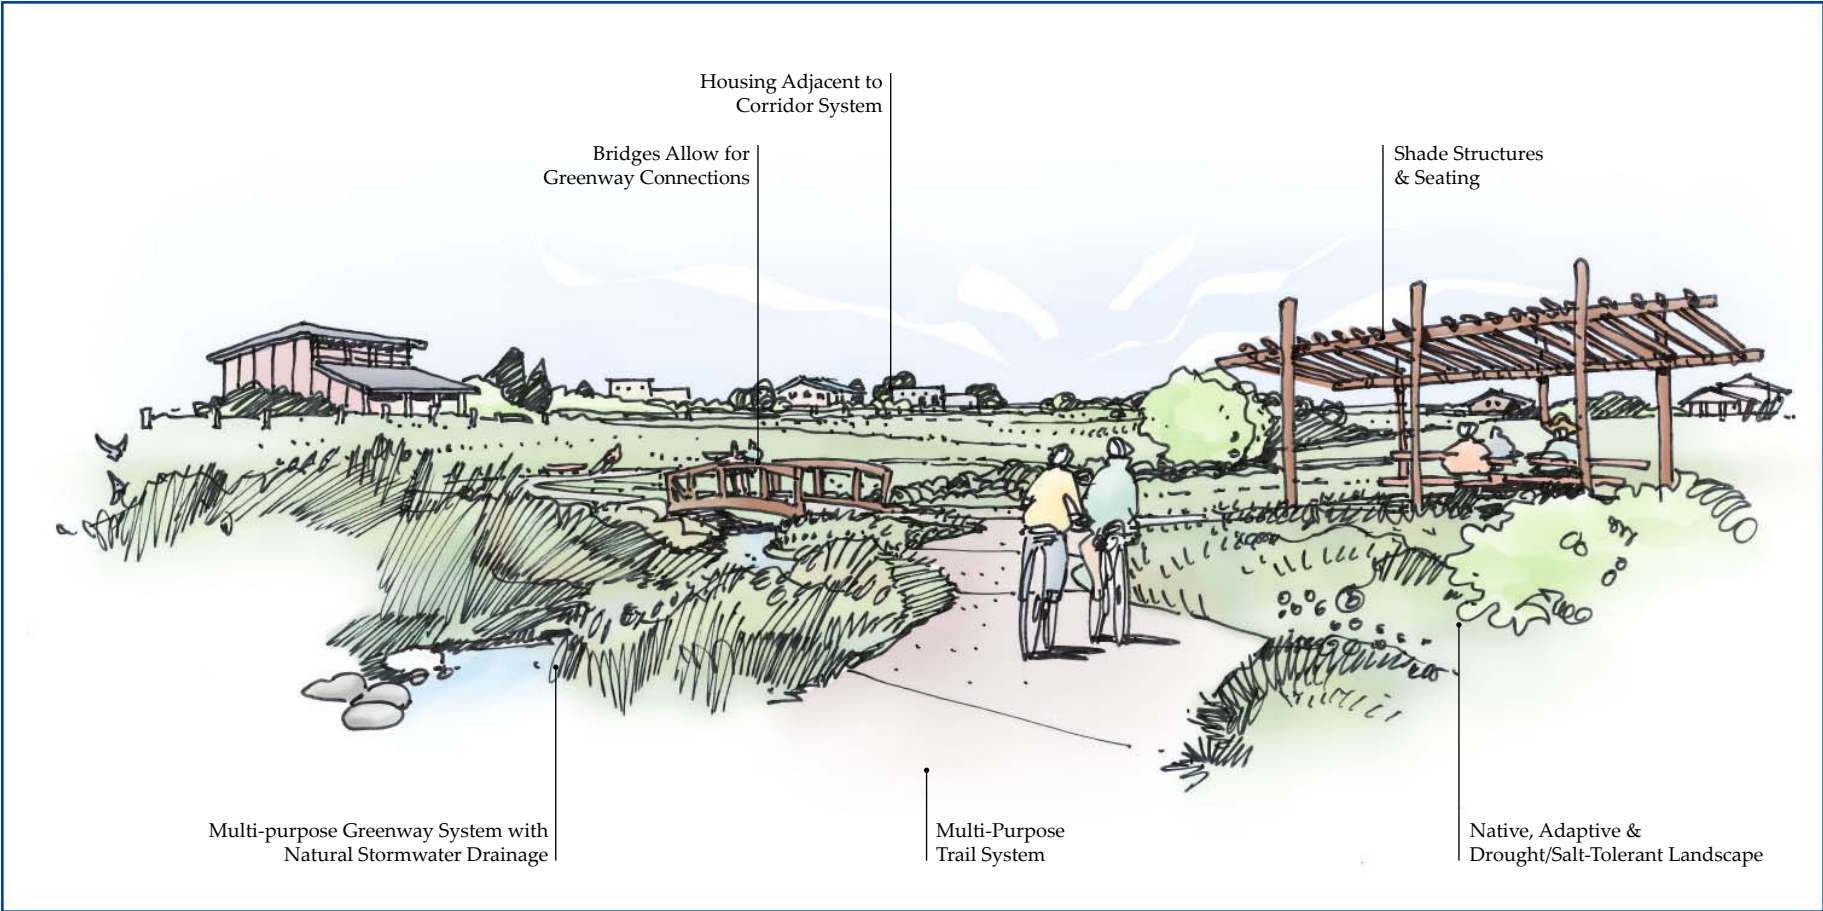 Housing Adjacent to
Corridor System
Bridges Allow for
Greenway Connections
Shade Structures
& Seating
Multi-purpose Greenway System with
Natural Stormwater Drainage
Multi-Purpose
Trail System
Native, Adaptive &
Drought/Salt-Tolerant Landscape